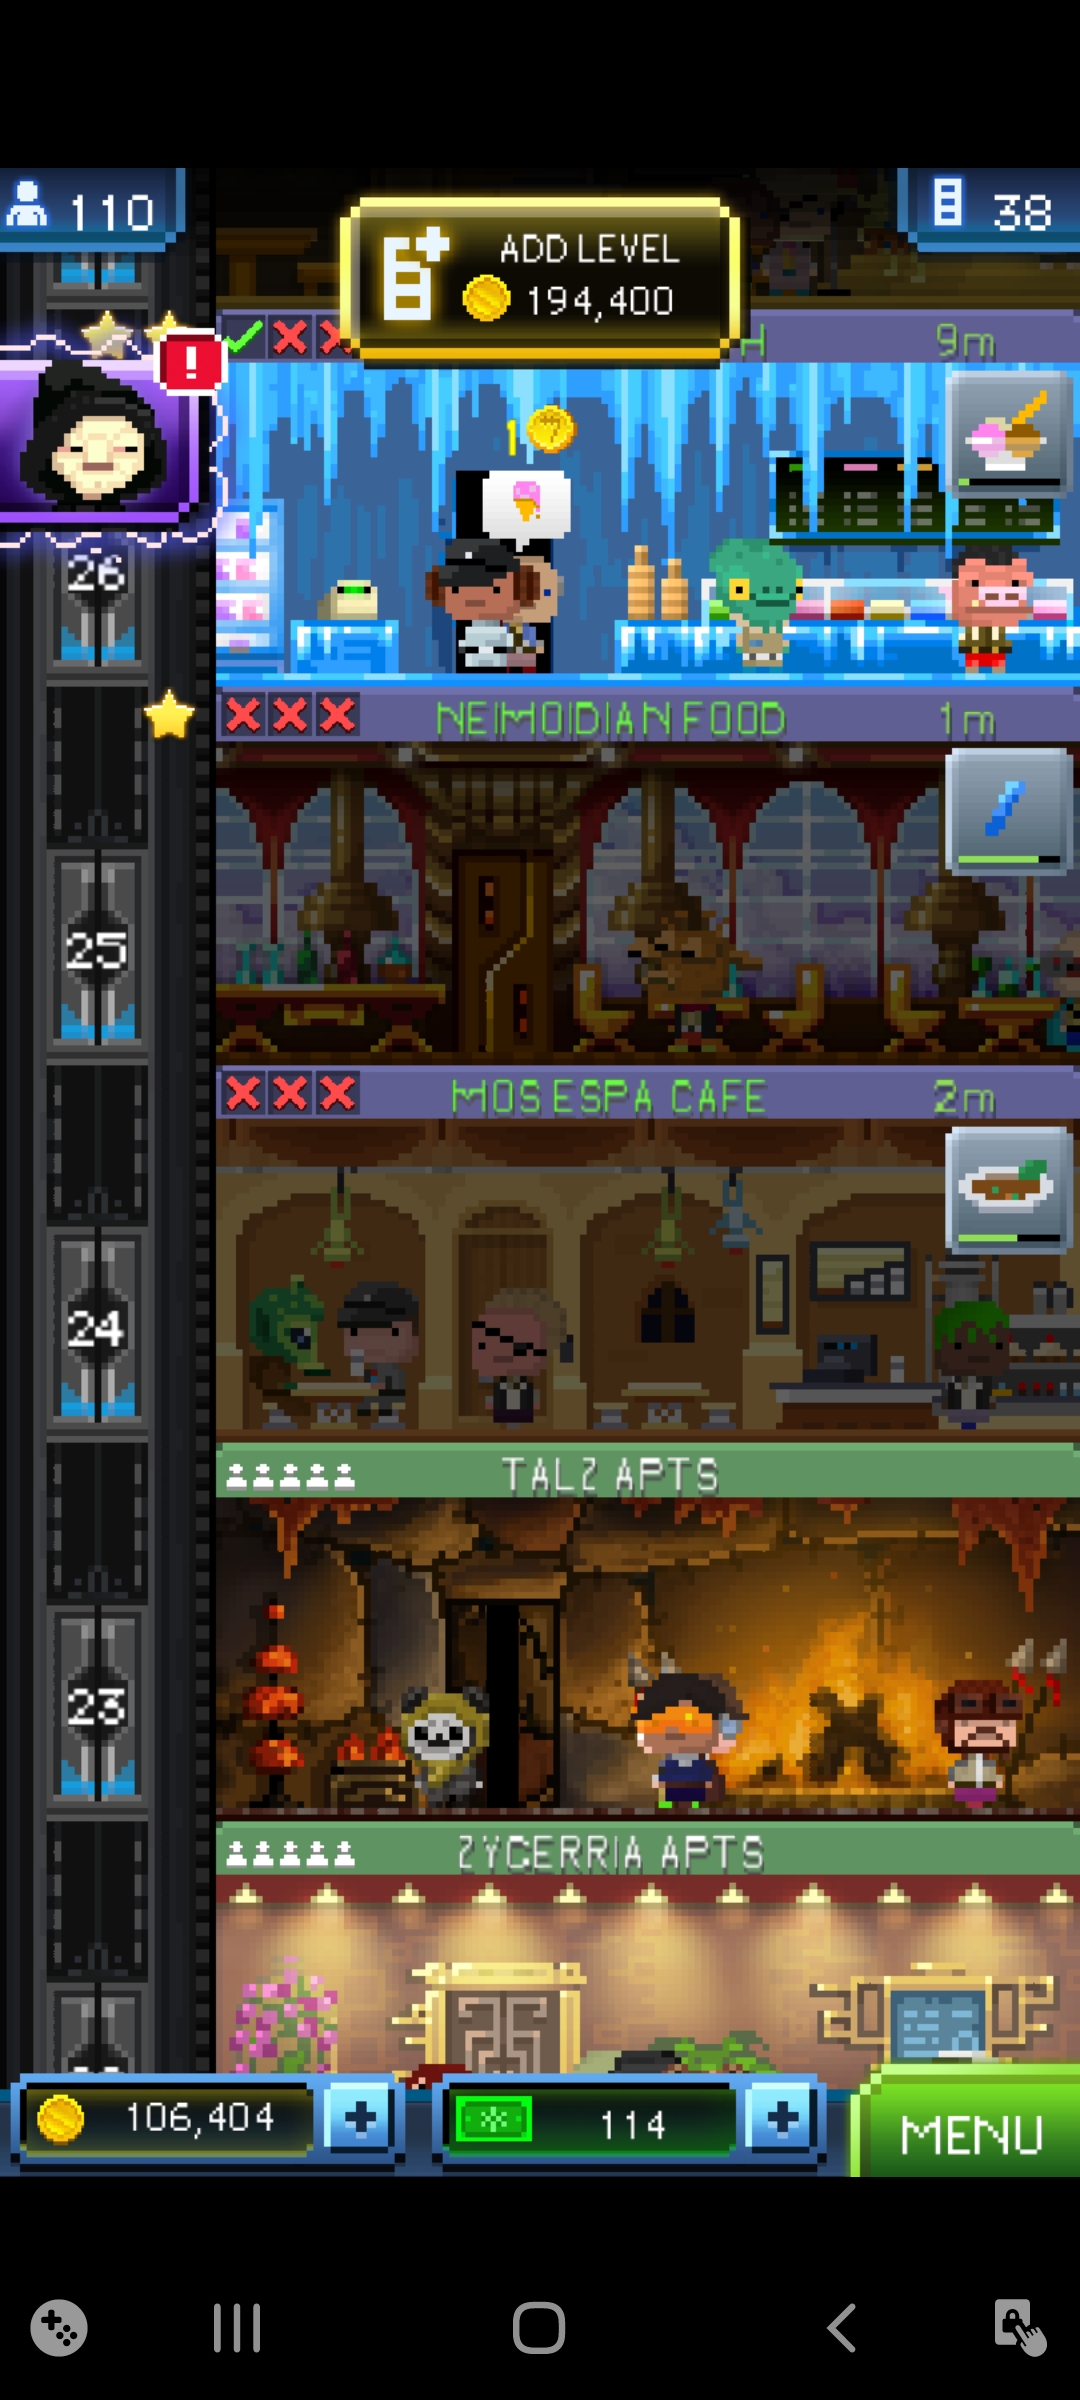 110
ADD LEVEL
194,400
38
9m
!
1
26
NEIMOIDIAN FOOD
1m
25
MOS ESPA CAFE
2m
24
TALZ APTS
23
ZYGERRIA APTS
106,404
114
MENU